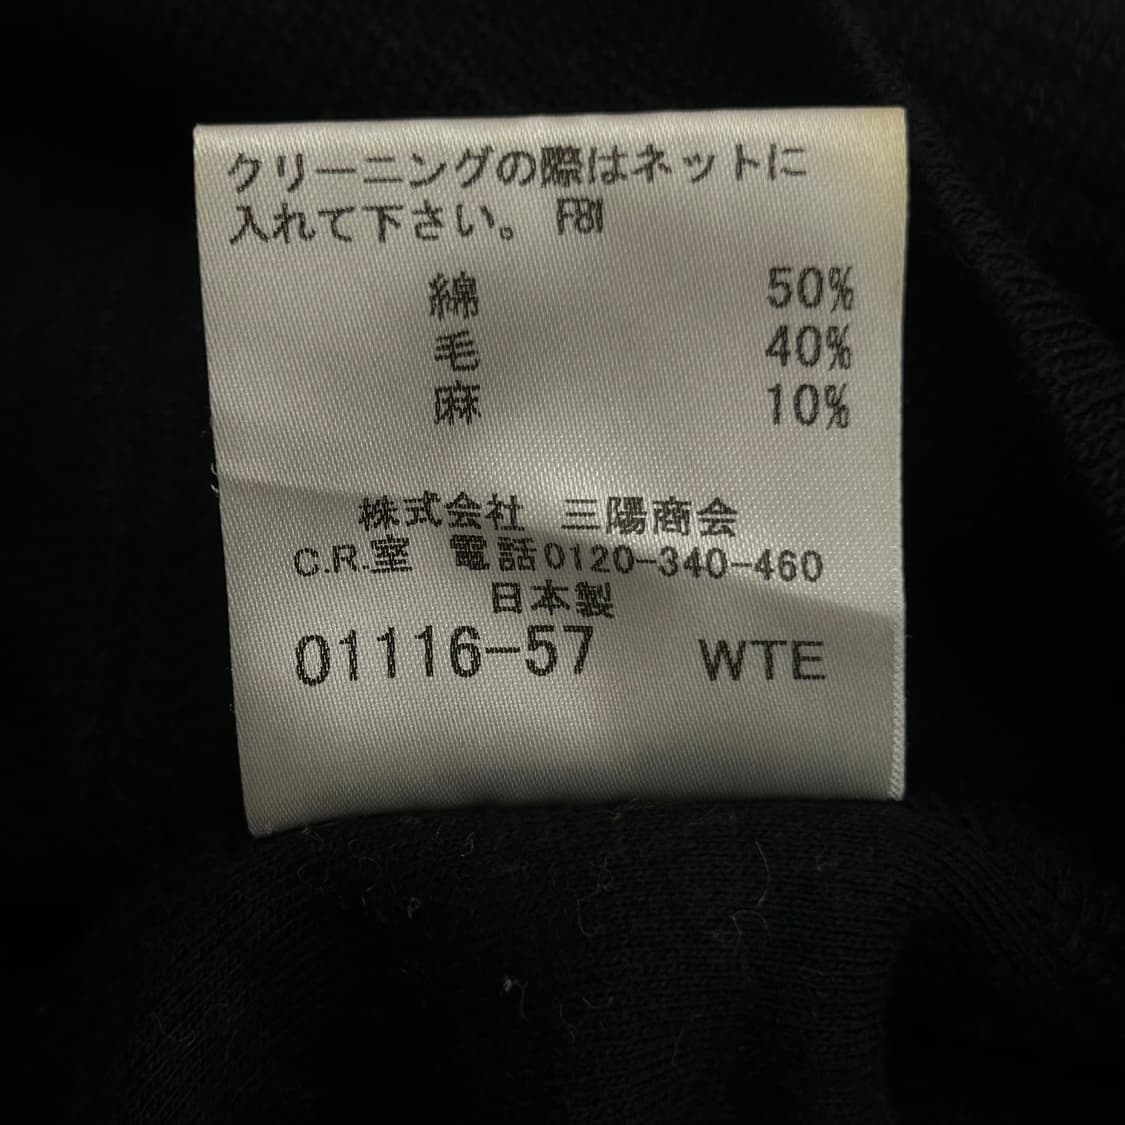 クリーニングの際はネットに
入れて下さい。 F81
綿 50%
毛 40%
麻 10%
株式会社 三陽商会
C.R.室 電話0120-340-460
日本製
01116-57 WTE